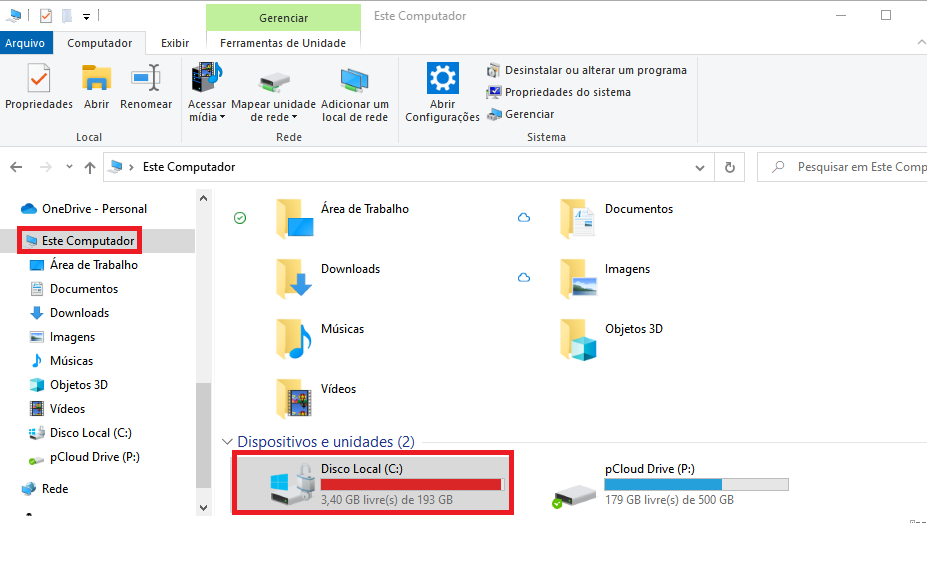 Gerenciar
Este Computador
Arquivo
Computador
Exibir
Ferramentas de Unidade
Propriedades
Abrir
Renomear
Acessar mídia
Mapear unidade de rede
Adicionar um local de rede
Abrir Configurações
Desinstalar ou alterar um programa
Propriedades do sistema
Gerenciar
Local
Rede
Sistema
Este Computador
Pesquisar em Este Comp
OneDrive - Personal
Este Computador
Área de Trabalho
Documentos
Downloads
Imagens
Músicas
Objetos 3D
Vídeos
Disco Local (C:)
pCloud Drive (P:)
Rede
Área de Trabalho
Documentos
Downloads
Imagens
Músicas
Objetos 3D
Vídeos
Dispositivos e unidades (2)
Disco Local (C:)
3,40 GB livre(s) de 193 GB
pCloud Drive (P:)
179 GB livre(s) de 500 GB